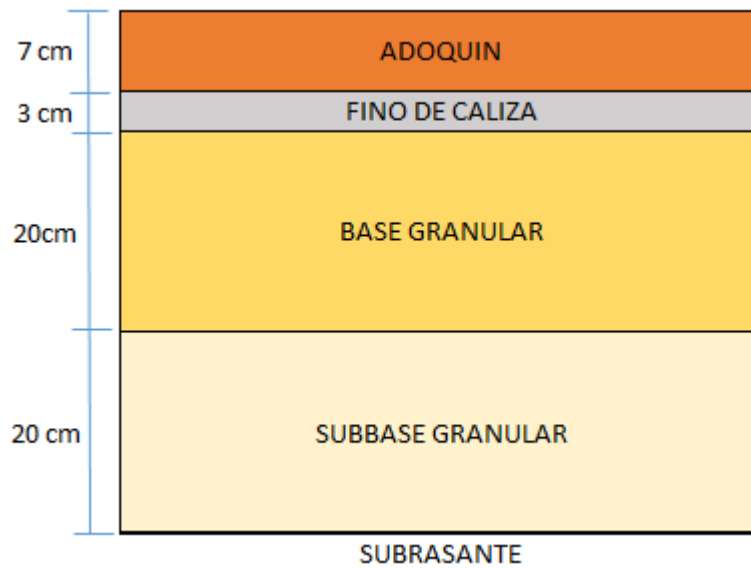 7 cm
ADOQUIN
3 cm
FINO DE CALIZA
20cm
BASE GRANULAR
20 cm
SUBBASE GRANULAR
SUBRASANTE